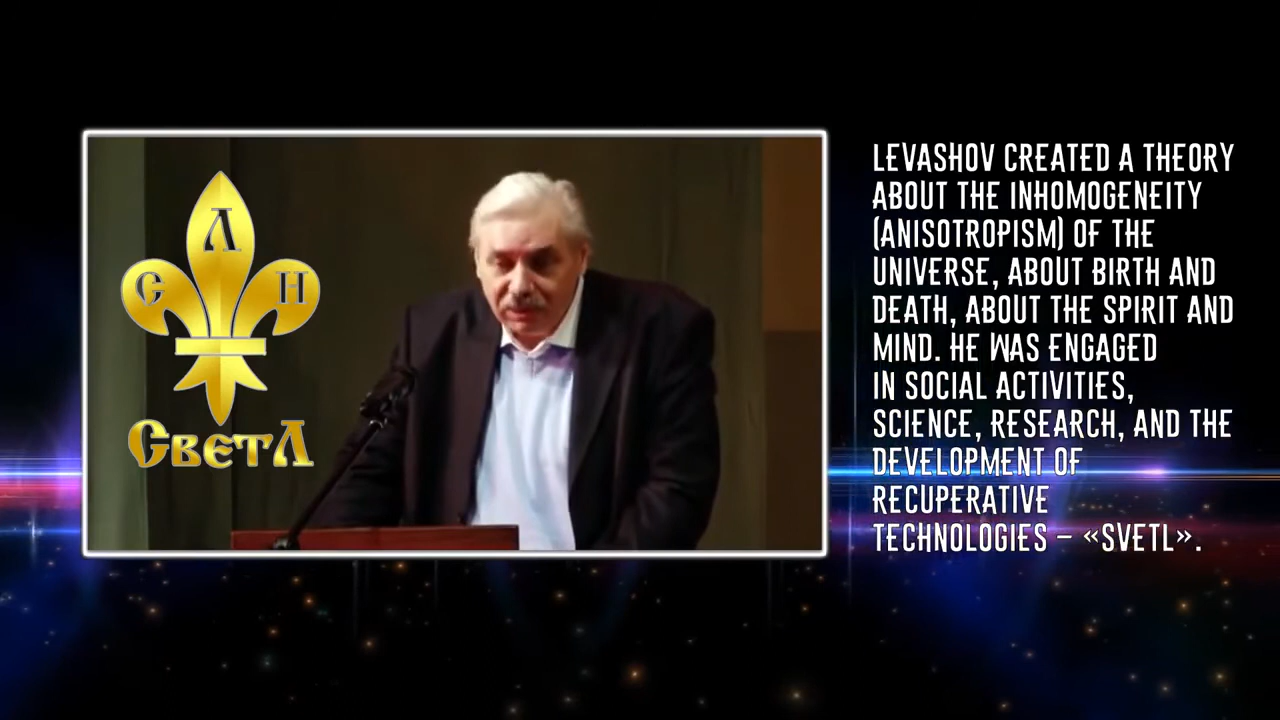 Л
С Н
СветЛ
LEVASHOV CREATED A THEORY
ABOUT THE INHOMOGENEITY
(ANISOTROPISM) OF THE
UNIVERSE, ABOUT BIRTH AND
DEATH, ABOUT THE SPIRIT AND
MIND. HE WAS ENGAGED
IN SOCIAL ACTIVITIES,
SCIENCE, RESEARCH, AND THE
DEVELOPMENT OF
RECUPERATIVE
TECHNOLOGIES – «SVETL».